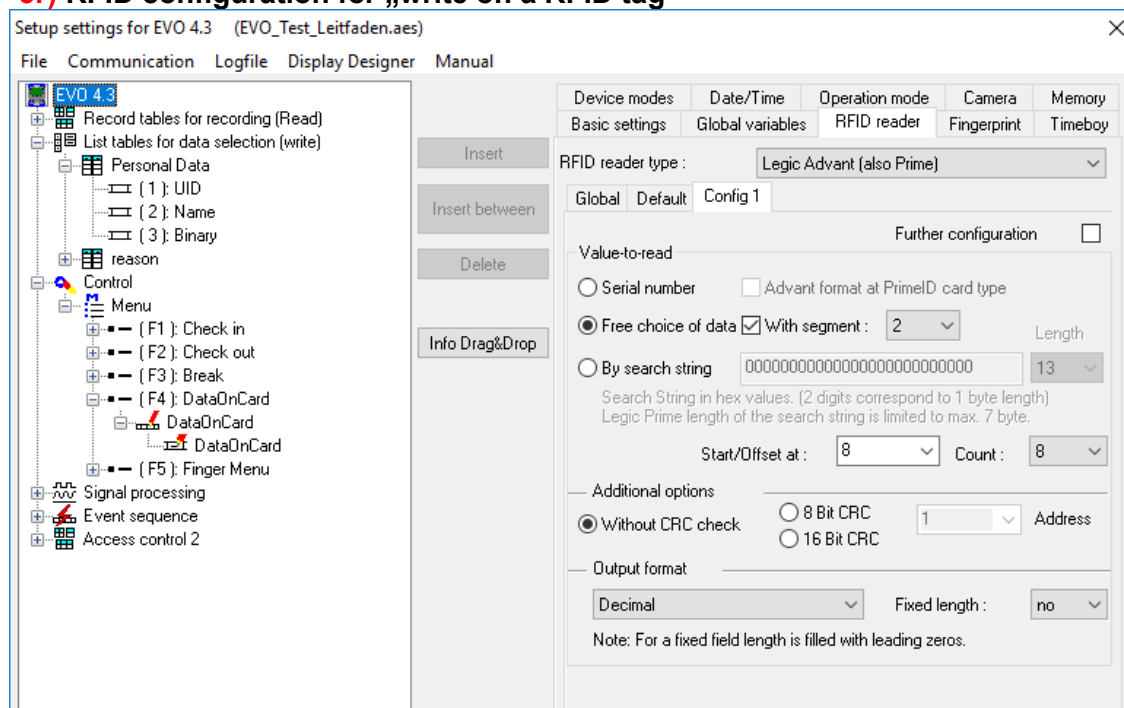 RFID configuration for „write on a RFID tag
Setup settings for EVO 4.3 (EVO_Test_Leitfaden.aes)
File Communication Logfile Display Designer Manual
EVO 4.3
Record tables for recording (Read)
List tables for data selection (write)
Personal Data
( 1 ): UID
( 2 ): Name
( 3 ): Binary
reason
Control
Menu
( F1 ): Check in
( F2 ): Check out
( F3 ): Break
( F4 ): DataOnCard
DataOnCard
DataOnCard
( F5 ): Finger Menu
Signal processing
Event sequence
Access control 2
Insert
Insert between
Delete
Info Drag&Drop
Device modes Date/Time Operation mode Camera Memory
Basic settings Global variables RFID reader Fingerprint Timeboy
RFID reader type : Legic Advant (also Prime)
Global Default Config 1
Further configuration
Value-to-read
Serial number Advant format at PrimeID card type
Free choice of data With segment : 2
Length
By search string 00000000000000000000000000 13
Search String in hex values. (2 digits correspond to 1 byte length)
Legic Prime length of the search string is limited to max. 7 byte.
Start/Offset at : 8 Count : 8
Additional options
Without CRC check 8 Bit CRC 1 Address
16 Bit CRC
Output format
Decimal Fixed length : no
Note: For a fixed field length is filled with leading zeros.